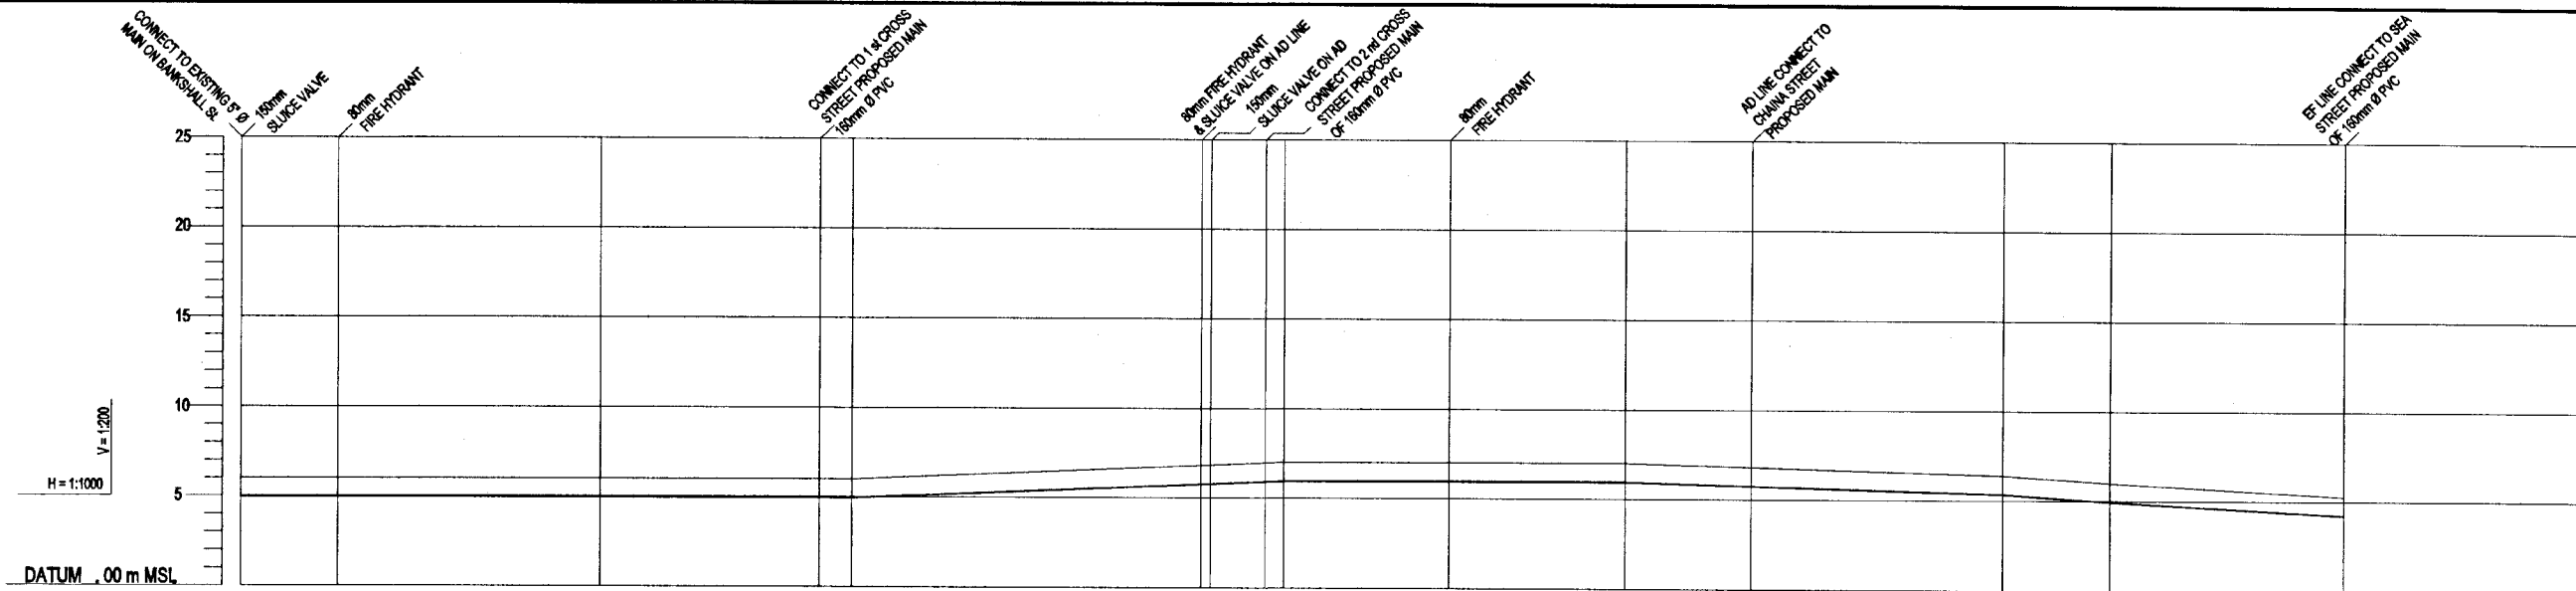 CONNECT TO EXISTING 5" Ø
MAIN ON BANKSHALL St.
150mm
SLUICE VALVE
80mm
FIRE HYDRANT
CONNECT TO 1 st CROSS
STREET PROPOSED MAIN
160mm Ø PVC
80mm FIRE HYDRANT
& SLUICE VALVE ON AD LINE
150mm
SLUICE VALVE ON AD
CONNECT TO 2 nd CROSS
STREET PROPOSED MAIN
OF 160mm Ø PVC
80mm
FIRE HYDRANT
AD LINE CONNECT TO
CHAINA STREET
PROPOSED MAIN
EF LINE CONNECT TO SEA
STREET PROPOSED MAIN
OF 160mm Ø PVC
25
20
15
10
5
V = 1:200
H = 1:1000
DATUM .00 m MSL